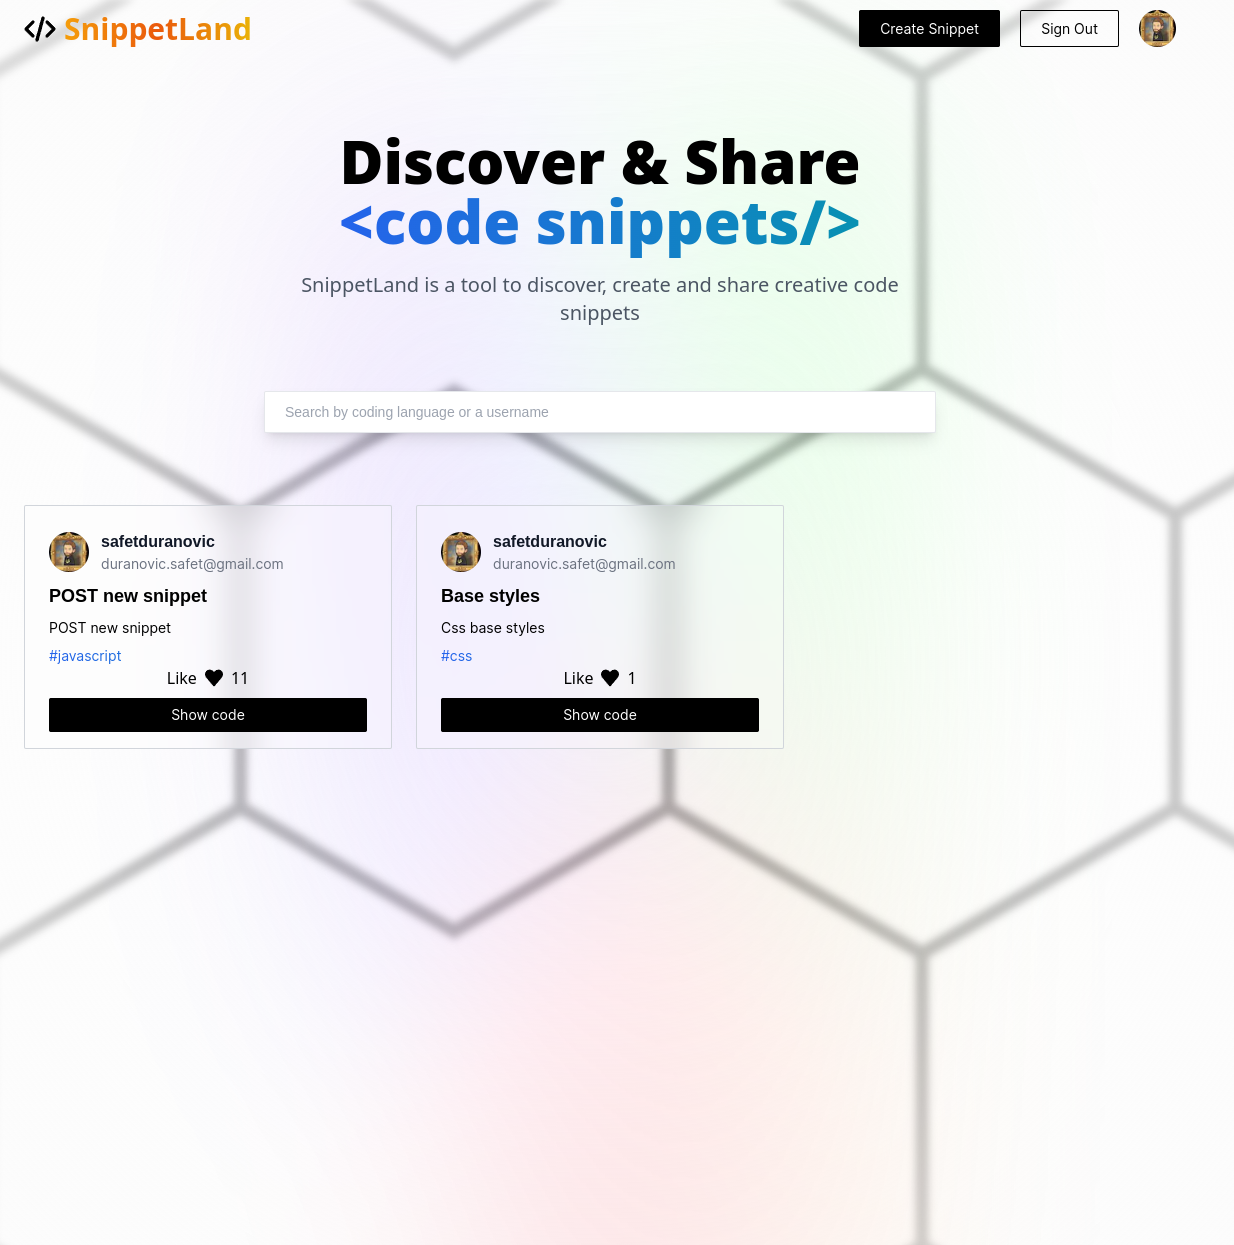 SnippetLand
Create Snippet
Sign Out
Discover & Share
<code snippets/>
SnippetLand is a tool to discover, create and share creative code
snippets
Search by coding language or a username
safetduranovic
duranovic.safet@gmail.com
POST new snippet
POST new snippet
#javascript
Like 11
Show code
safetduranovic
duranovic.safet@gmail.com
Base styles
Css base styles
#css
Like 1
Show code